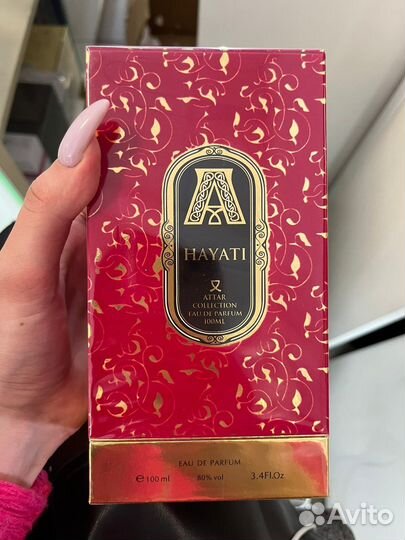 A
HAYATI
ATTAR
COLLECTION
EAU DE PARFUM
100ML
EAU DE PARFUM
e 100 ml 80% vol 3.4Fl.Oz
Avito